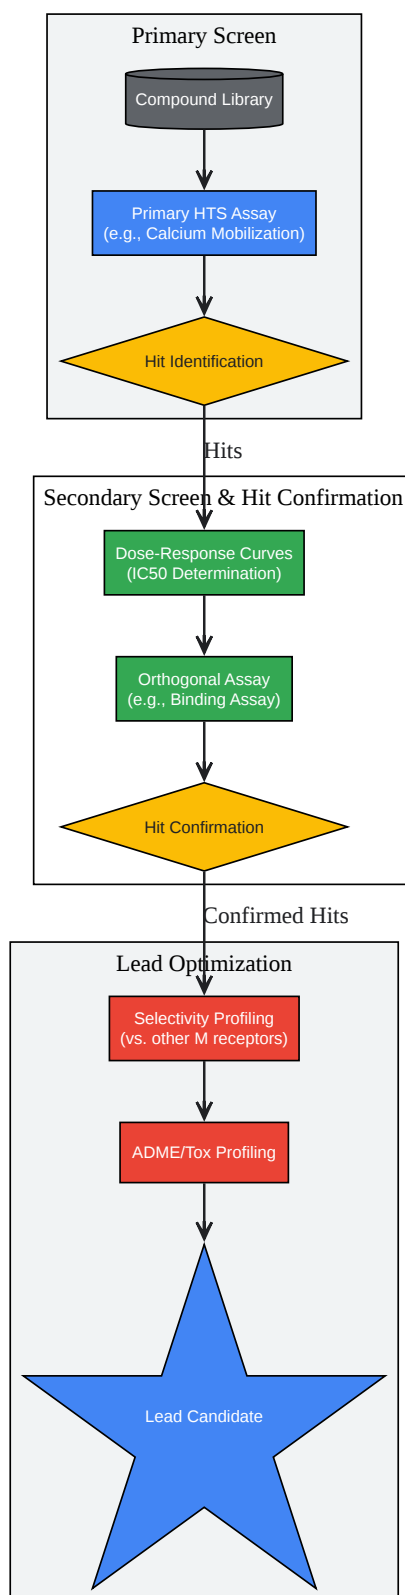 Primary Screen
Compound Library
Primary HTS Assay
(e.g., Calcium Mobilization)
Hit Identification
Hits
Secondary Screen & Hit Confirmation
Dose-Response Curves
(IC50 Determination)
Orthogonal Assay
(e.g., Binding Assay)
Hit Confirmation
Confirmed Hits
Lead Optimization
Selectivity Profiling
(vs. other M receptors)
ADME/Tox Profiling
Lead Candidate